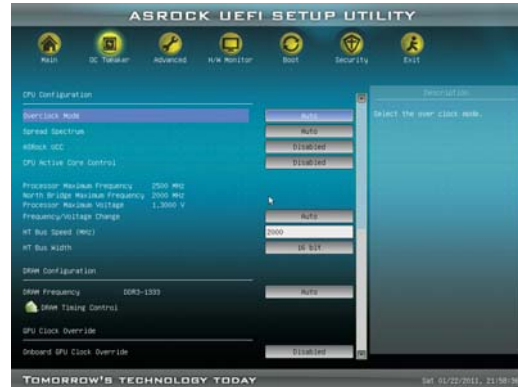 ASROCK UEFI SETUP UTILITY
Main OC Tweaker Advanced H/W Monitor Boot Security Exit
CPU Configuration
Description
Overclock Mode Auto
Select the over clock mode.
Spread Spectrum Auto
ASRock UCC Disabled
CPU Active Core Control Disabled
Processor Maximum Frequency 2500 MHz
North Bridge Maximum Frequency 2000 MHz
Processor Maximum Voltage 1.3000 V
Frequency/Voltage Change Auto
HT Bus Speed (MHz) 2000
HT Bus Width 16 bit
DRAM Configuration
DRAM Frequency DDR3-1333 Auto
DRAM Timing Control
GPU Clock Override
Onboard GPU Clock Override Disabled
TOMORROW'S TECHNOLOGY TODAY
Sat 01/22/2011,